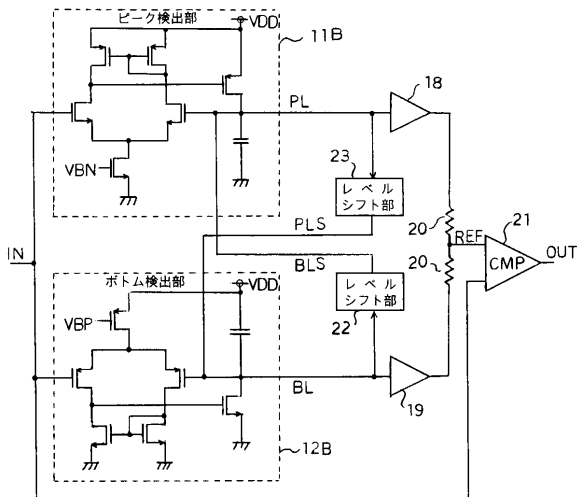 ピーク検出部
VDD
11B
PL
18
VBN
23
レベル
シフト部
PLS
20
REF
21
CMP
OUT
IN
BLS
20
ボトム検出部
VDD
レベル
シフト部
22
VBP
BL
19
12B